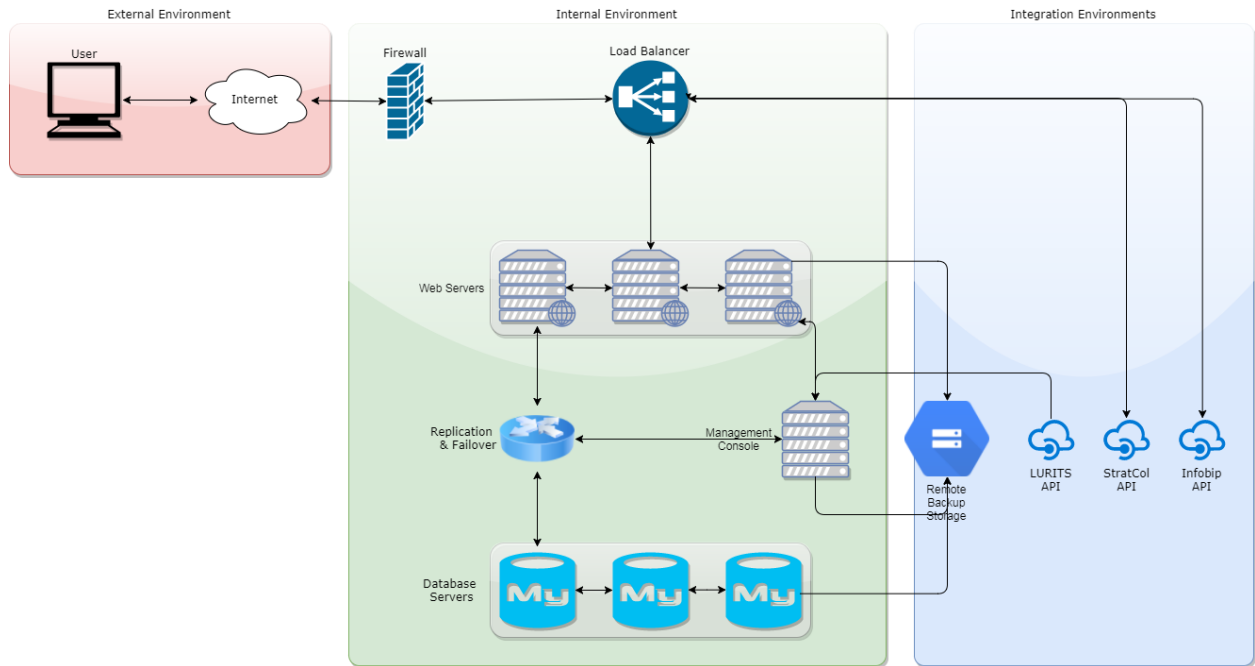 External Environment
Internal Environment
Integration Environments
User
Firewall
Load Balancer
Internet
Web Servers
Replication
& Failover
Management
Console
Remote
Backup
Storage
LURITS
API
StratCol
API
Infobip
API
Database
Servers
My
My
My